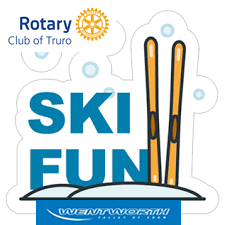 Rotary
Club of Truro
SKI
FUN
WENTWORTH
VALLEY OF SNOW